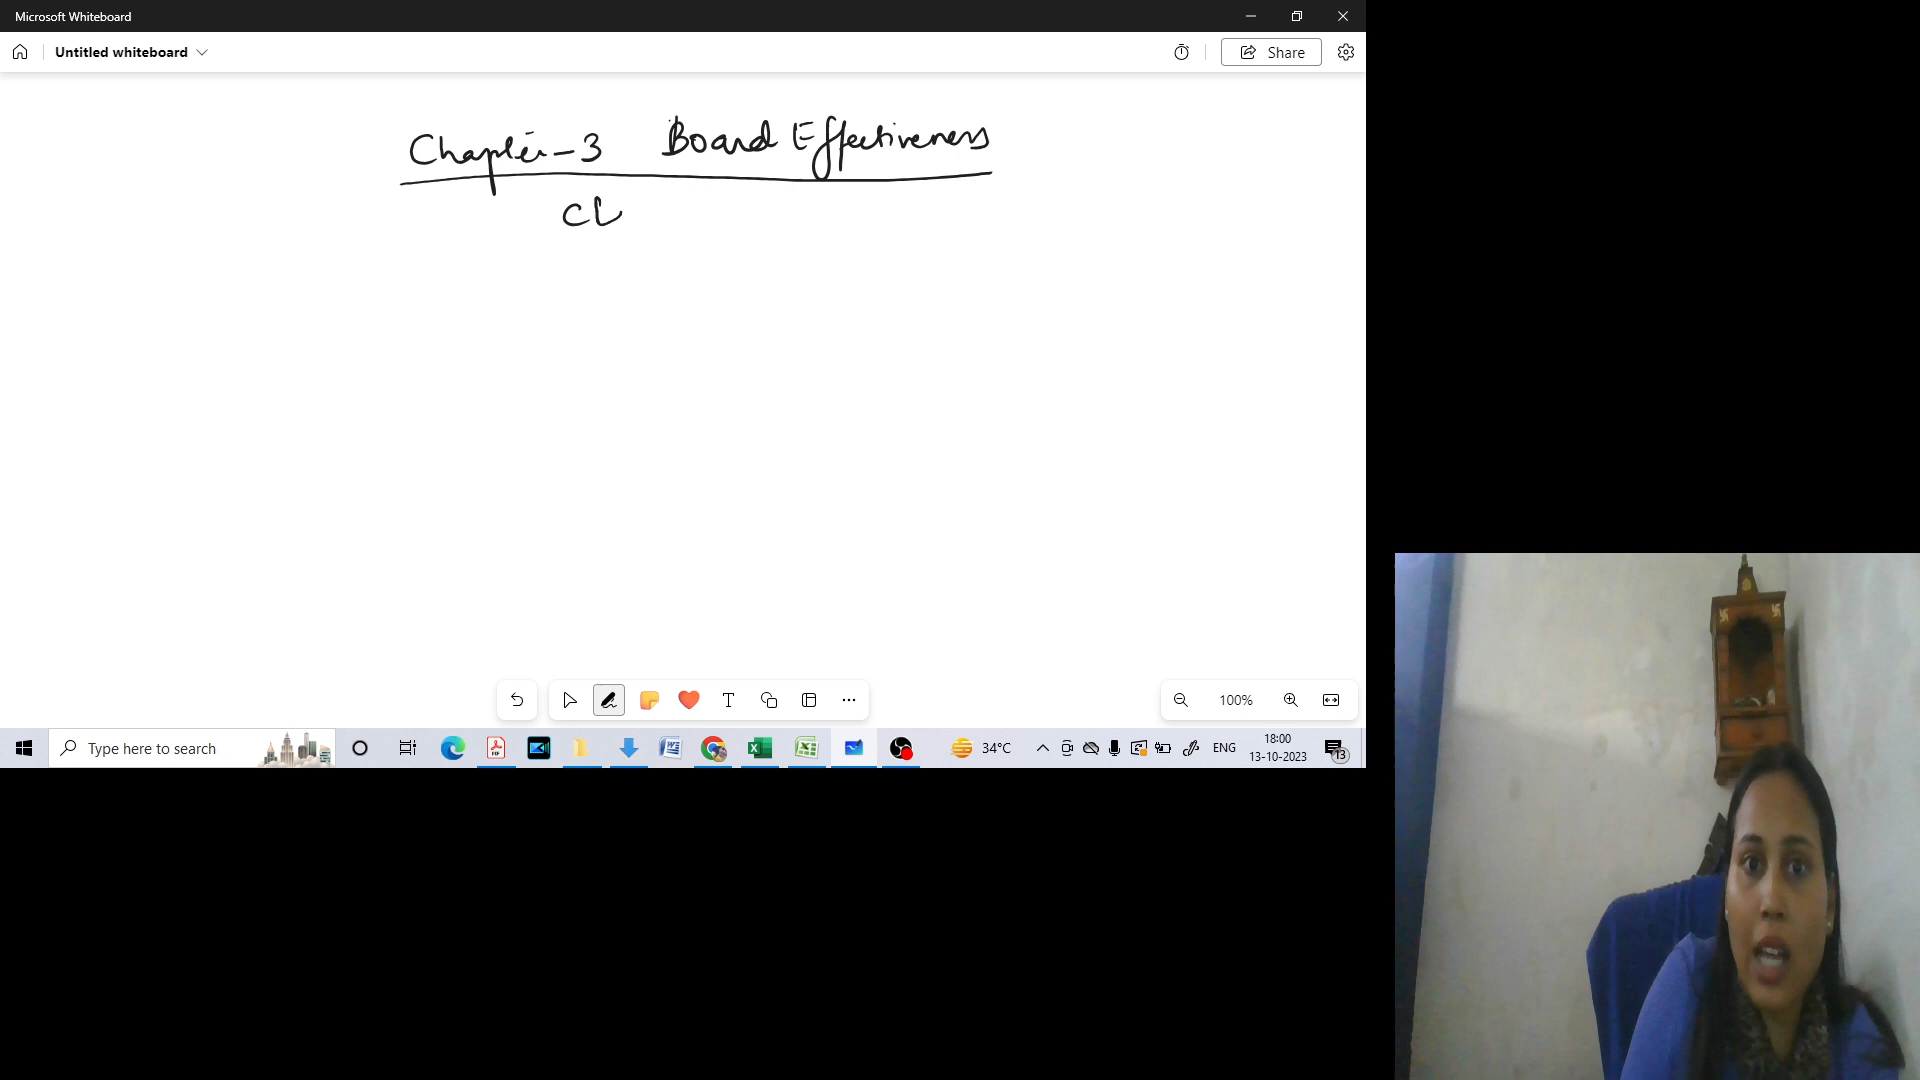 Microsoft Whiteboard
Untitled whiteboard
Share
Chapter-3 Board Effectiveness
CL
100%
Type here to search
34°C
ENG
18:00
13-10-2023
13